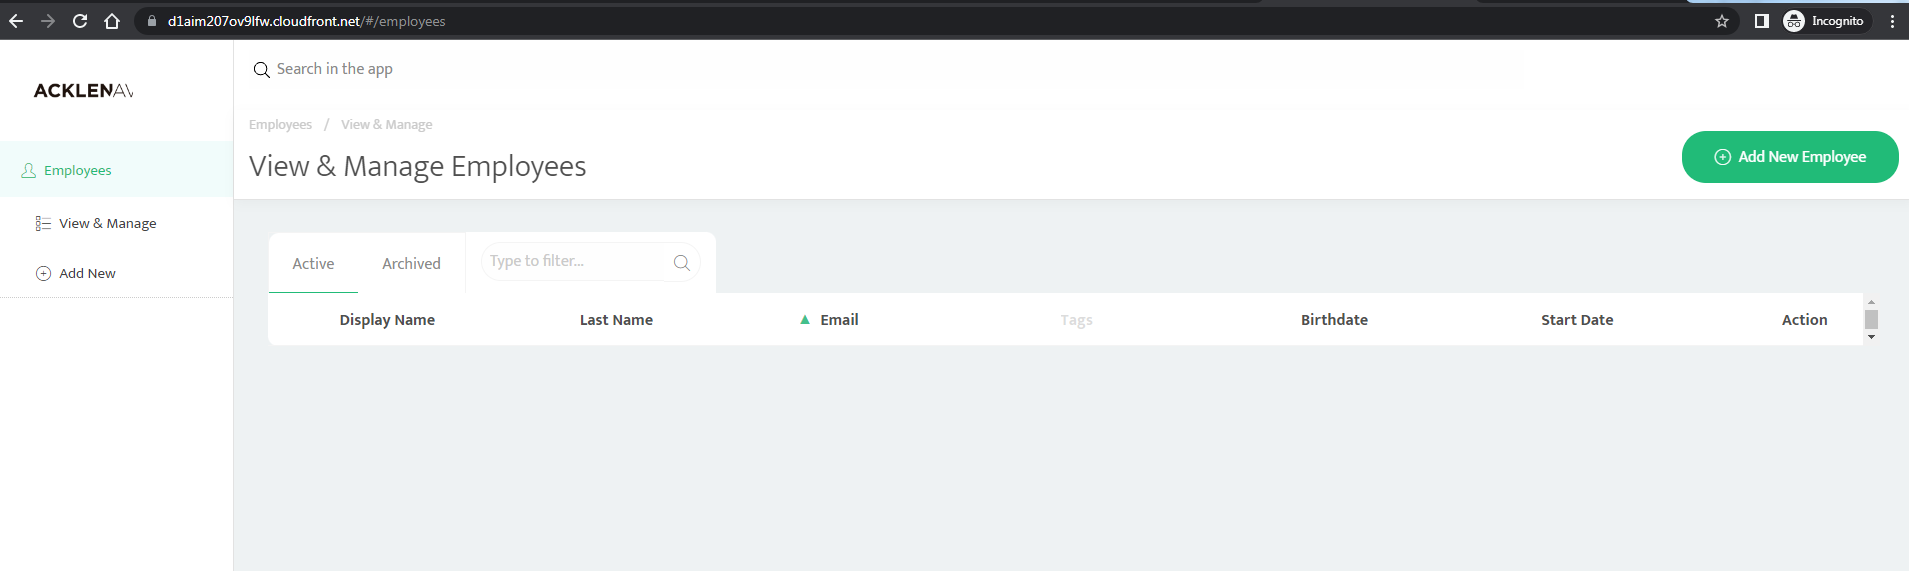 d1aim207ov9lfw.cloudfront.net/#/employees
Incognito
ACKLENAV
Search in the app
Employees / View & Manage
View & Manage Employees
Add New Employee
Employees
View & Manage
Add New
Active Archived Type to filter...
Display Name Last Name ▲ Email Tags Birthdate Start Date Action